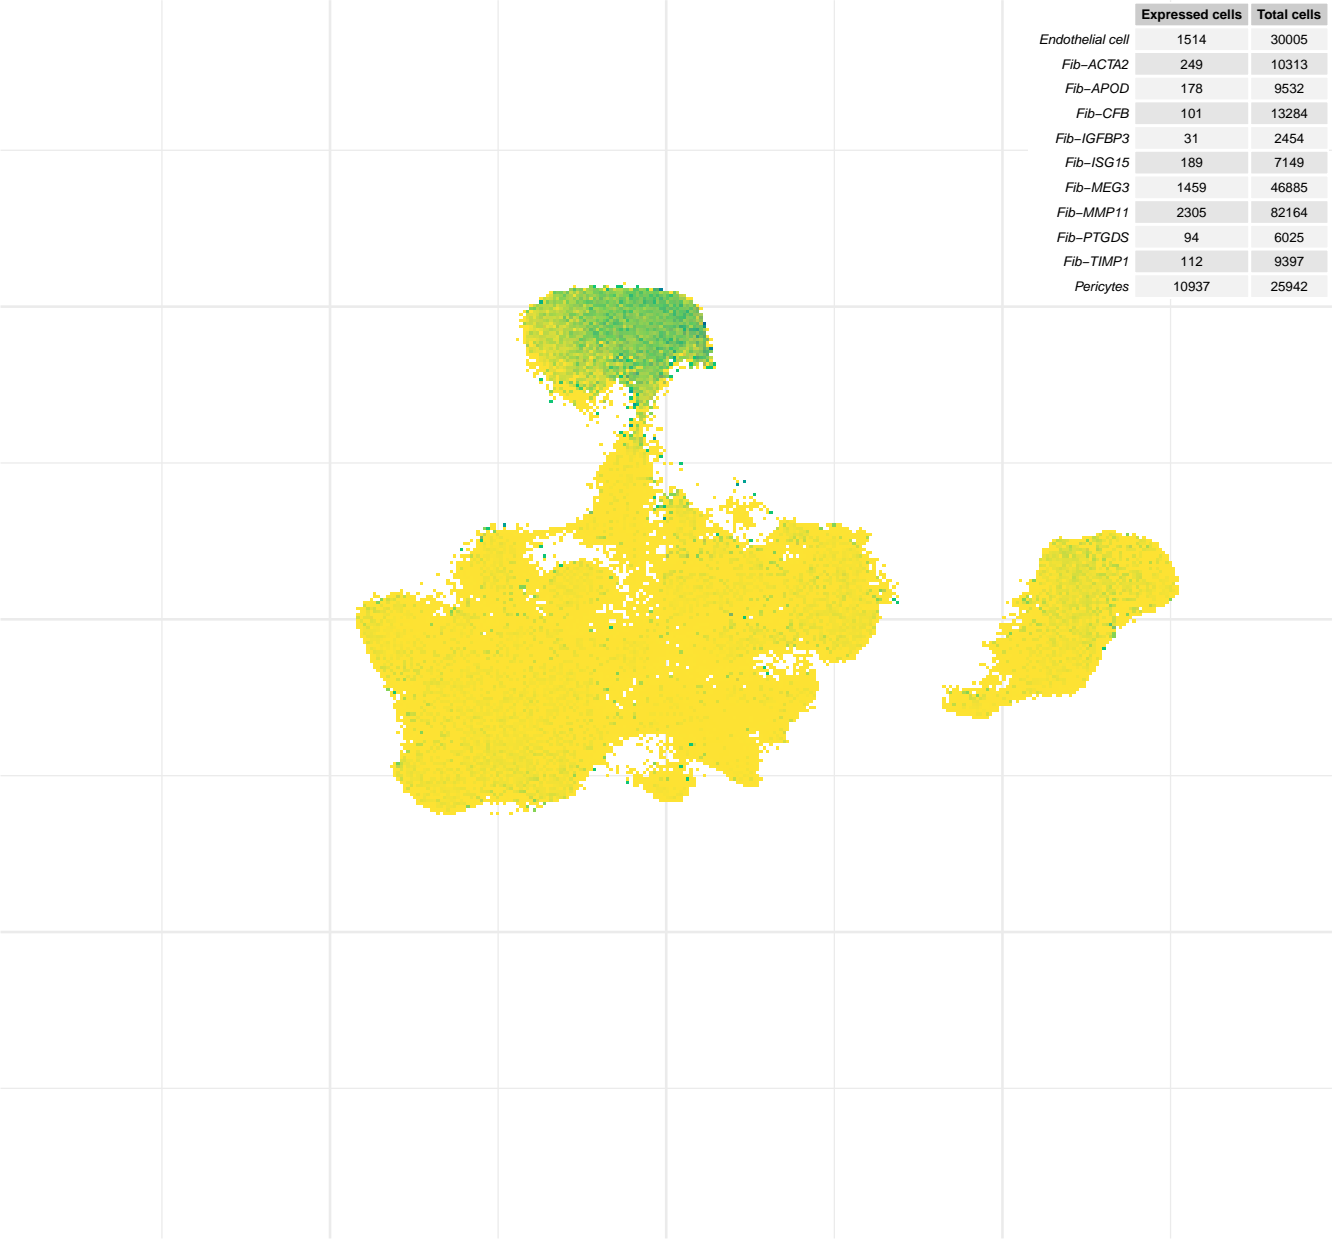 Expressed cells Total cells
Endothelial cell 1514 30005
Fib−ACTA2 249 10313
Fib−APOD 178 9532
Fib−CFB 101 13284
Fib−IGFBP3 31 2454
Fib−ISG15 189 7149
Fib−MEG3 1459 46885
Fib−MMP11 2305 82164
Fib−PTGDS 94 6025
Fib−TIMP1 112 9397
Pericytes 10937 25942